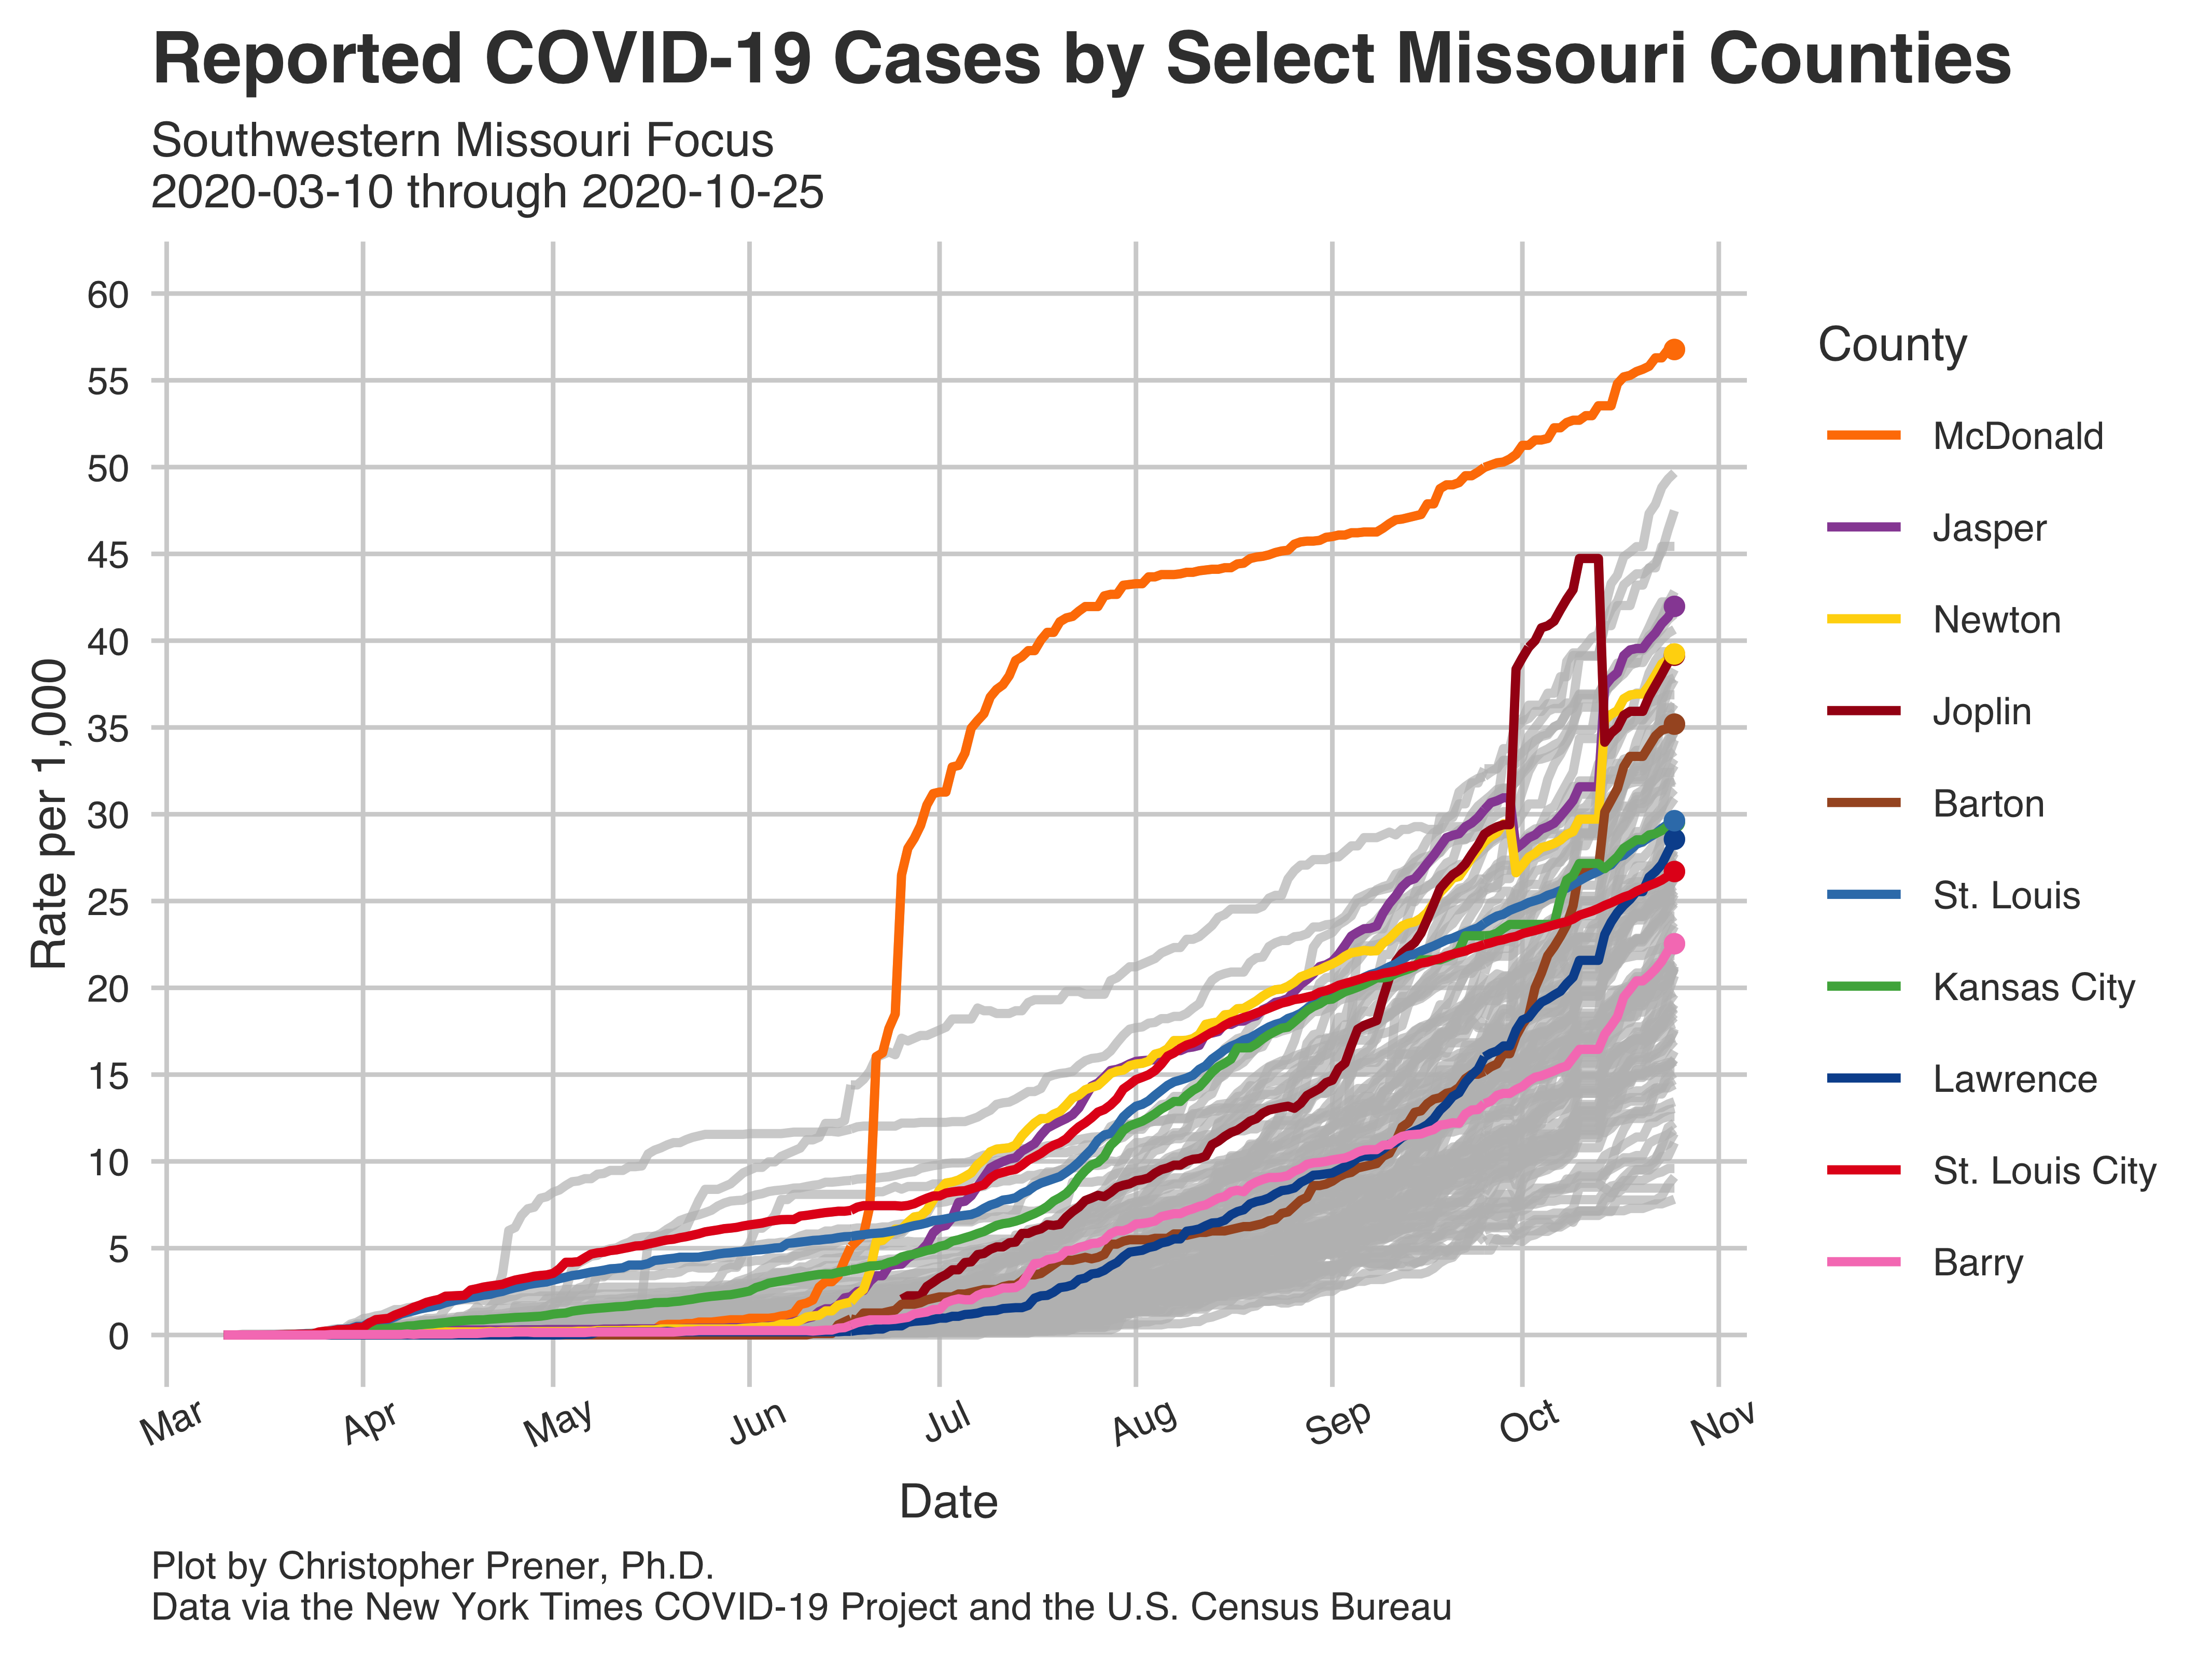 Reported COVID-19 Cases by Select Missouri Counties
Southwestern Missouri Focus
2020-03-10 through 2020-10-25
60
55
50
45
40
35
30
25
20
15
10
5
0
Rate per 1,000
Mar
Apr
May
Jun
Jul
Aug
Sep
Oct
Nov
Date
County
McDonald
Jasper
Newton
Joplin
Barton
St. Louis
Kansas City
Lawrence
St. Louis City
Barry
Plot by Christopher Prener, Ph.D.
Data via the New York Times COVID-19 Project and the U.S. Census Bureau